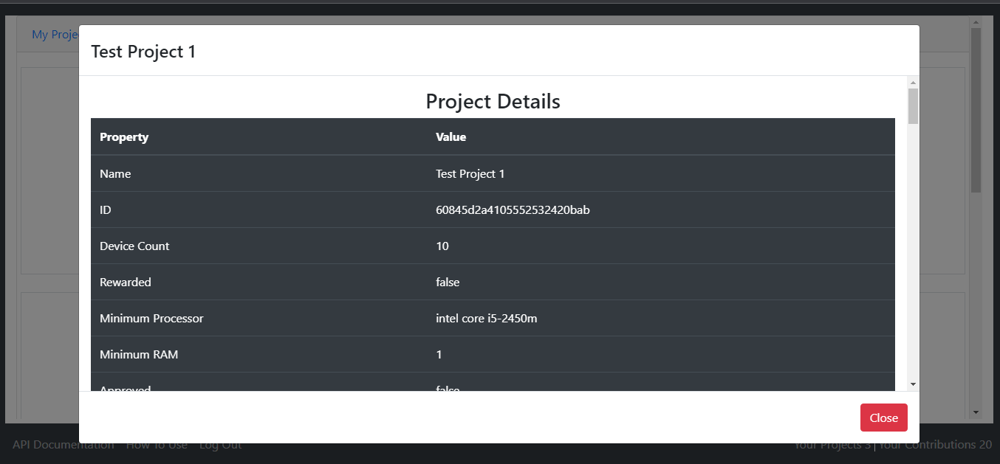 My Proje
Test Project 1
Project Details
Property Value
Name Test Project 1
ID 60845d2a4105552532420bab
Device Count 10
Rewarded false
Minimum Processor intel core i5-2450m
Minimum RAM 1
Approved false
Close
API Documentation How To Use Log Out Your Projects 3 | Your Contributions 20